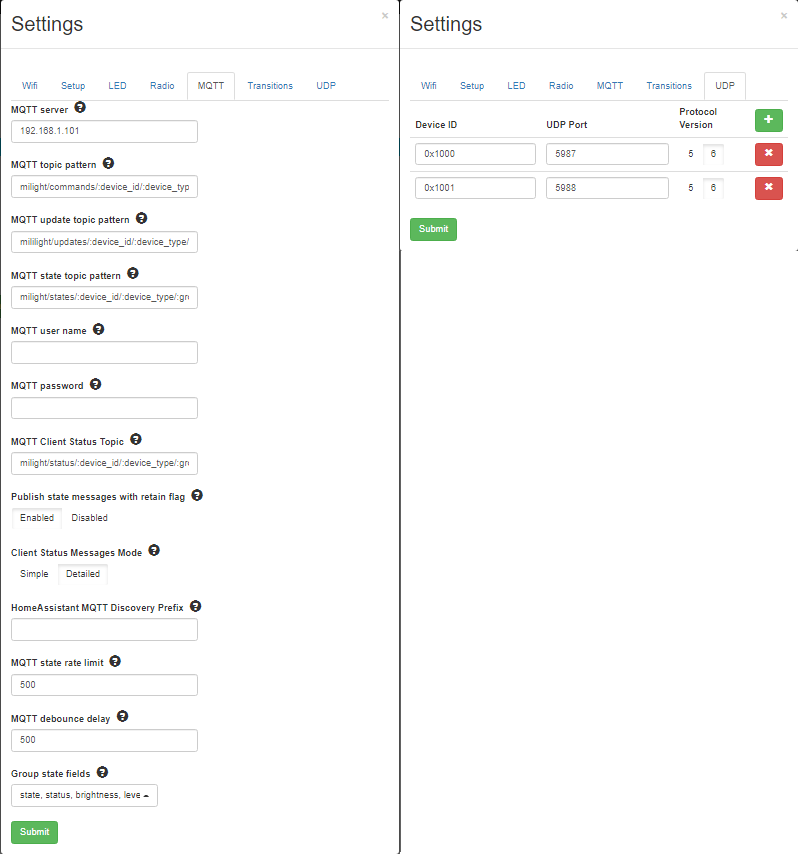 Settings
×
Wifi Setup LED Radio MQTT Transitions UDP
MQTT server ?
192.168.1.101
MQTT topic pattern ?
milight/commands/:device_id/:device_typ
MQTT update topic pattern ?
mililight/updates/:device_id/:device_type/
MQTT state topic pattern ?
milight/states/:device_id/:device_type/:gro
MQTT user name ?
MQTT password ?
MQTT Client Status Topic ?
milight/status/:device_id/:device_type/:gro
Publish state messages with retain flag ?
Enabled Disabled
Client Status Messages Mode ?
Simple Detailed
HomeAssistant MQTT Discovery Prefix ?
MQTT state rate limit ?
500
MQTT debounce delay ?
500
Group state fields ?
state, status, brightness, leve
Submit
Settings
×
Wifi Setup LED Radio MQTT Transitions UDP
Device ID UDP Port Protocol
Version
0x1000 5987 5 6
0x1001 5988 5 6
Submit